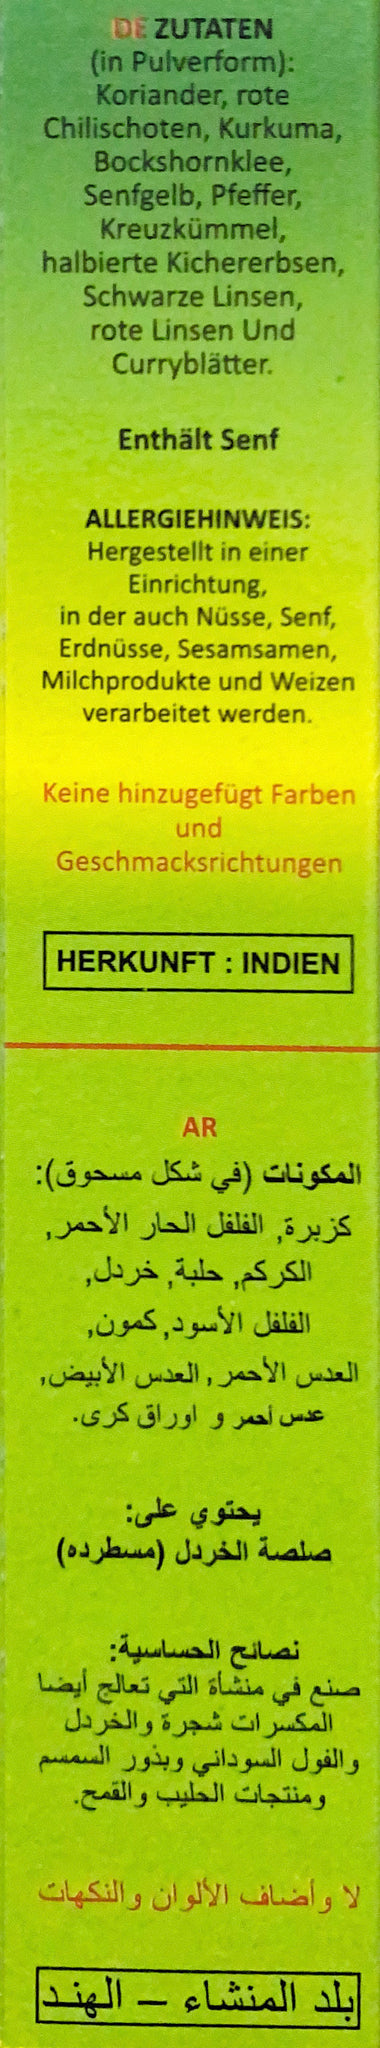 DE ZUTATEN
(in Pulverform):
Koriander, rote
Chilischoten, Kurkuma,
Bockshornklee,
Senfgelb, Pfeffer,
Kreuzkümmel,
halbierte Kichererbsen,
Schwarze Linsen,
rote Linsen Und
Curryblätter.
Enthält Senf
ALLERGIEHINWEIS:
Hergestellt in einer
Einrichtung,
in der auch Nüsse, Senf,
Erdnüsse, Sesamsamen,
Milchprodukte und Weizen
verarbeitet werden.
Keine hinzugefügt Farben
und
Geschmacksrichtungen
HERKUNFT : INDIEN
AR
المكونات (في شكل مسحوق):
كزبرة, الفلفل الحار الأحمر,
الكركم, حلبة, خردل,
الفلفل الأسود, كمون,
العدس الأحمر, العدس الأبيض,
عدس أحمر و اوراق كرى.
يحتوي على:
صلصة الخردل (مسطرده)
نصائح الحساسية:
صنع في منشأة التي تعالج أيضا
المكسرات شجرة والخردل
والفول السوداني وبذور السمسم
ومنتجات الحليب والقمح.
لا وأضاف الألوان والنكهات
بلد المنشاء – الهند